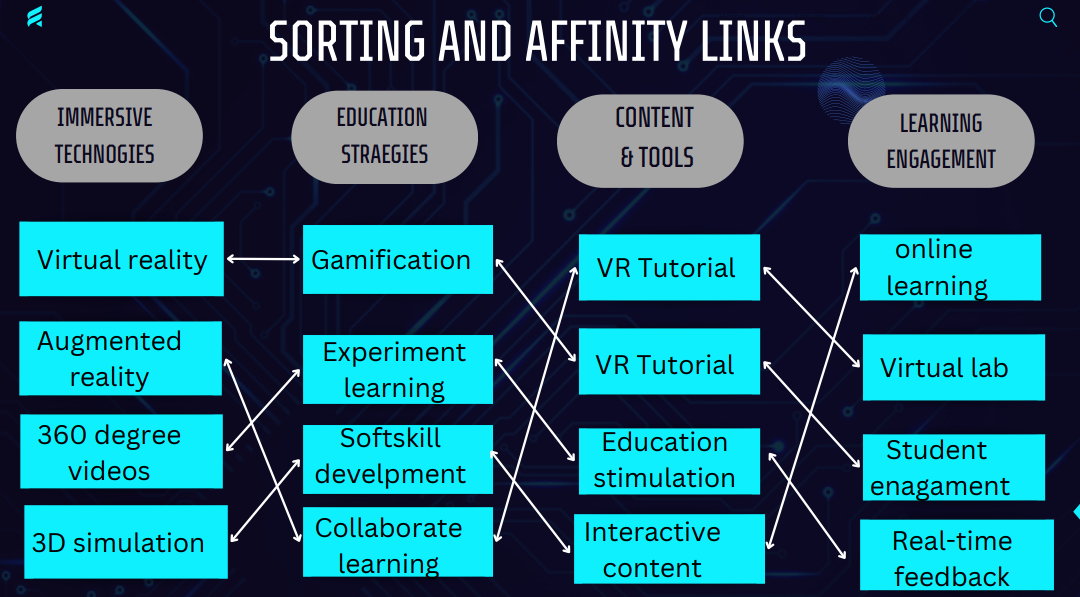 SORTING AND AFFINITY LINKS
IMMERSIVE
TECHNOGIES
EDUCATION
STRAEGIES
CONTENT
& TOOLS
LEARNING
ENGAGEMENT
Virtual reality
Augmented
reality
360 degree
videos
3D simulation
Gamification
Experiment
learning
Softskill
develpment
Collaborate
learning
VR Tutorial
VR Tutorial
Education
stimulation
Interactive
content
online
learning
Virtual lab
Student
enagament
Real-time
feedback